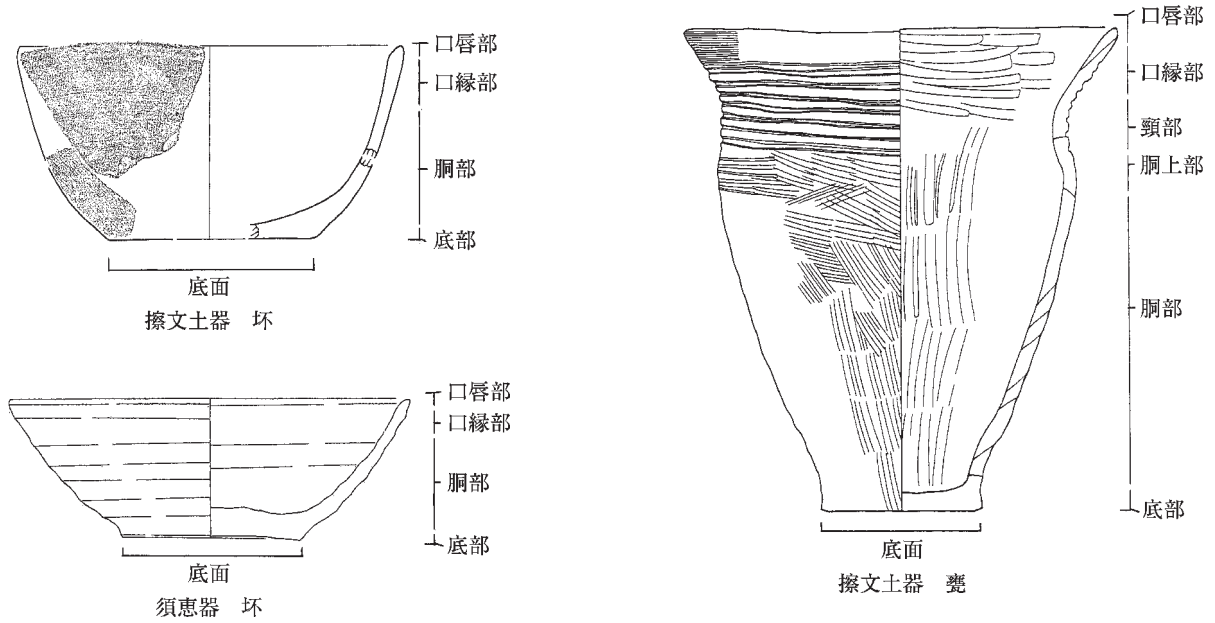 口唇部
口縁部
胴部
底部
底面
擦文土器 坏
口唇部
口縁部
胴部
底部
底面
須恵器 坏
口唇部
口縁部
頸部
胴上部
胴部
底部
底面
擦文土器 甕